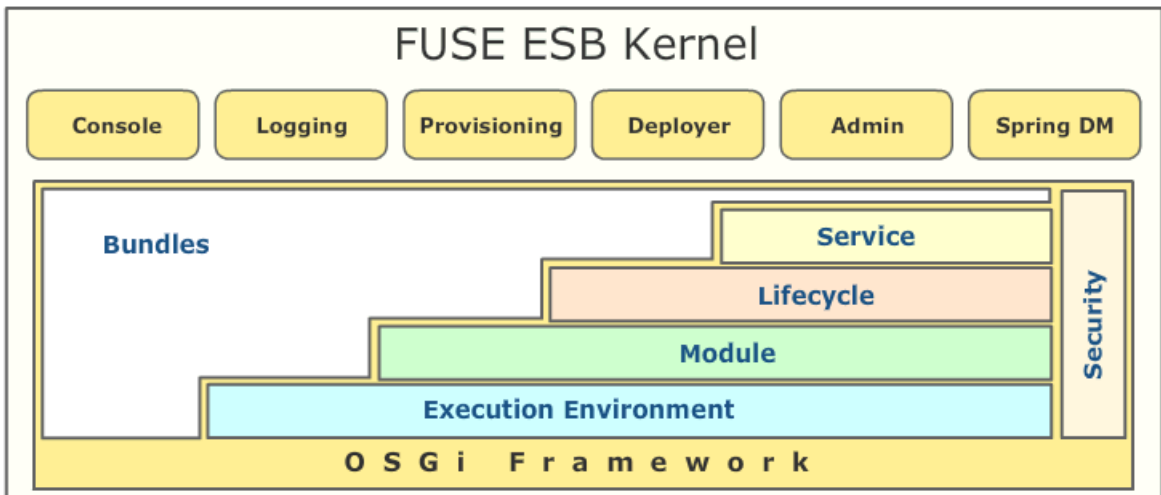 FUSE ESB Kernel
Console Logging Provisioning Deployer Admin Spring DM
Bundles
Service
Lifecycle
Module
Execution Environment
Security
OSGi Framework